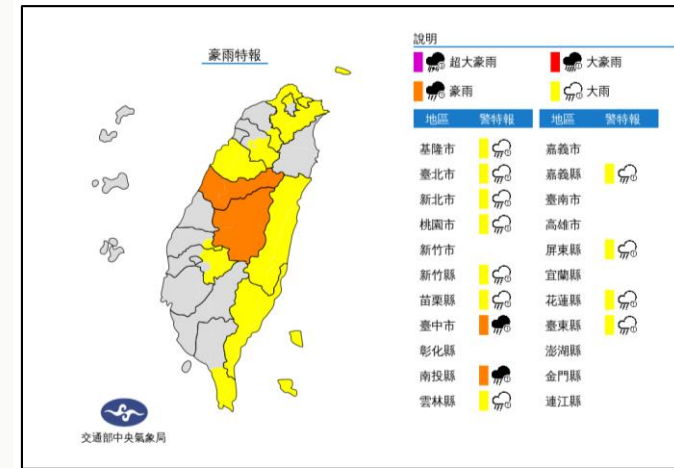 豪雨特報
說明
超大豪雨 大豪雨
豪雨 大雨
地區 警特報 地區 警特報
基隆市 嘉義市
臺北市 嘉義縣
新北市 臺南市
桃園市 高雄市
新竹市 屏東縣
新竹縣 宜蘭縣
苗栗縣 花蓮縣
臺中市 臺東縣
彰化縣 澎湖縣
南投縣 金門縣
雲林縣 連江縣
交通部中央氣象局